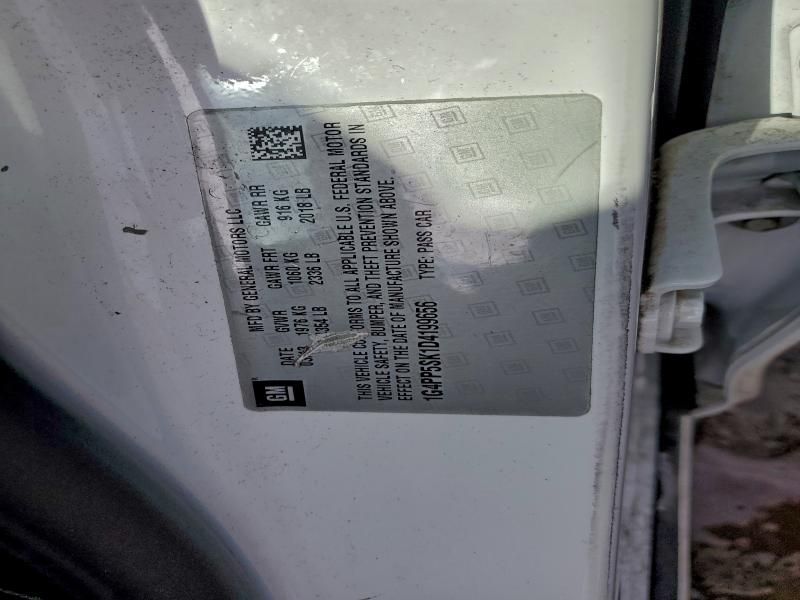 MFD BY GENERAL MOTORS LLC
DATE GVWR GAWR FRT GAWR RR
1976 KG 1060 KG 916 KG
2336 LB 2018 LB
GM
THIS VEHICLE CONFORMS TO ALL APPLICABLE U.S. FEDERAL MOTOR
VEHICLE SAFETY, BUMPER, AND THEFT PREVENTION STANDARDS IN
EFFECT ON THE DATE OF MANUFACTURE SHOWN ABOVE.
1G4PP5SK1D4193656 TYPE: PASS CAR